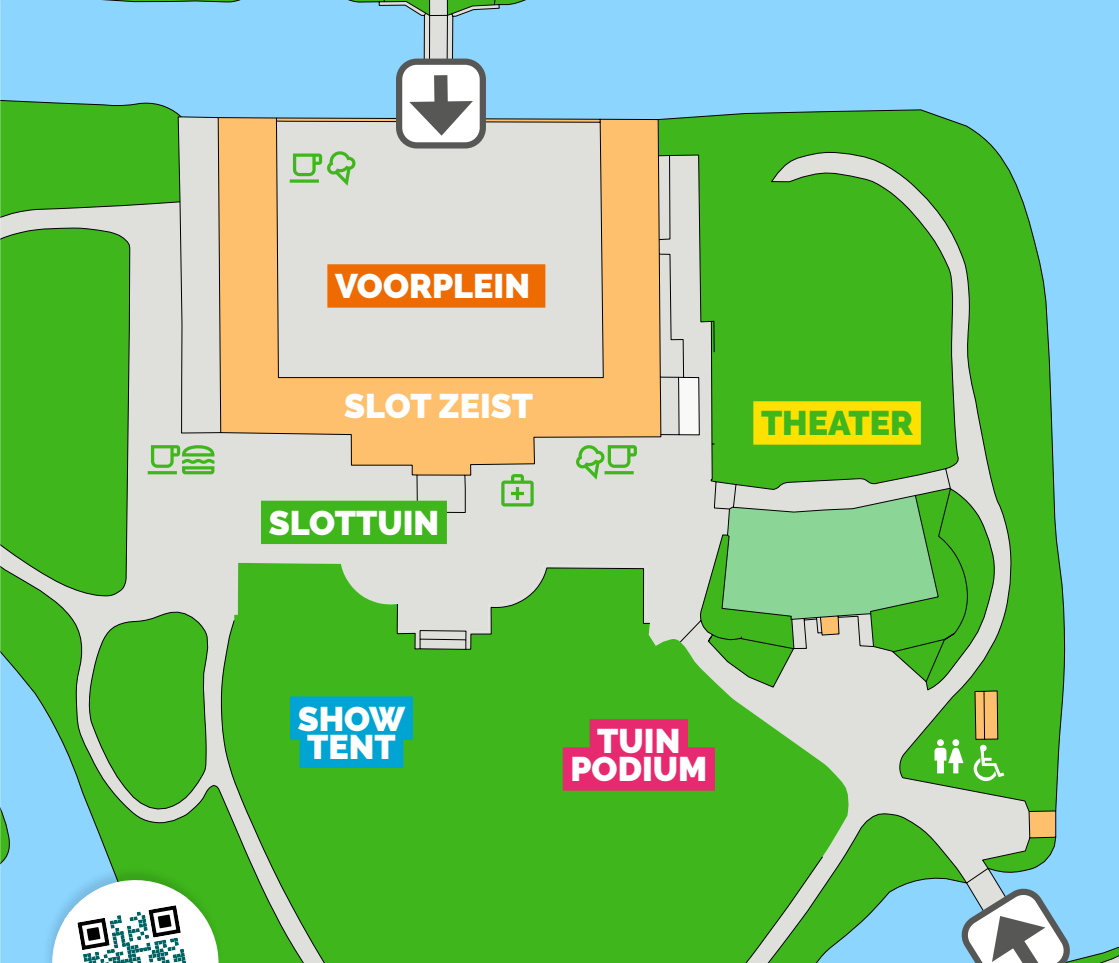 VOORPLEIN
SLOT ZEIST
THEATER
SLOTTUIN
SHOW
TENT
TUIN
PODIUM